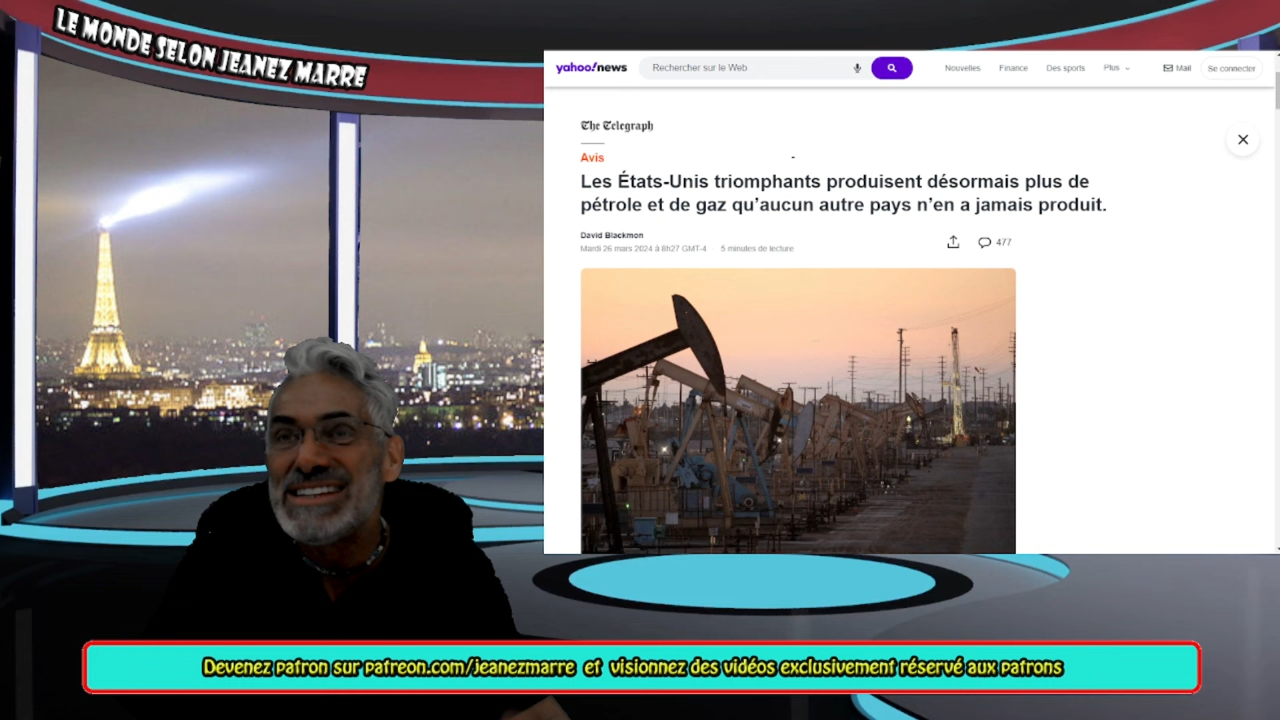 LE MONDE SELON JEANEZ MARRE
yahoo!news
Rechercher sur le Web
Nouvelles
Finance
Des sports
Plus
Mail
Se connecter
The Telegraph
Avis
Les États-Unis triomphants produisent désormais plus de
pétrole et de gaz qu’aucun autre pays n’en a jamais produit.
David Blackmon
Mardi 26 mars 2024 à 8h27 GMT-4
5 minutes de lecture
477
Devenez patron sur patreon.com/jeanezmarre et visionnez des vidéos exclusivement réservé aux patrons